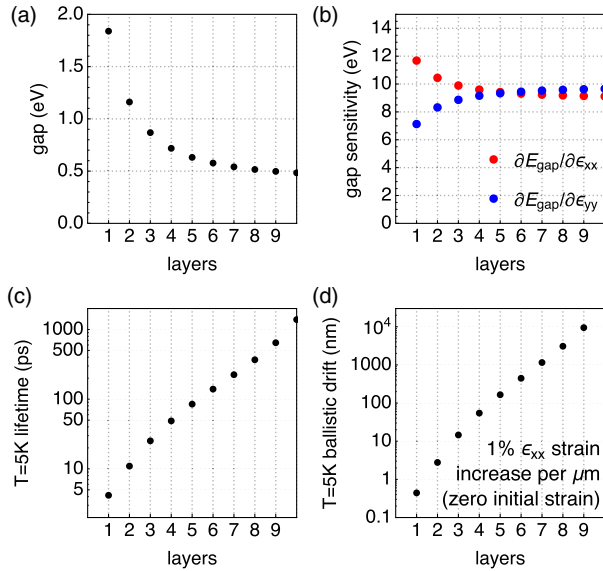 (a)
gap (eV)
2.0
1.5
1.0
0.5
0.0
1 2 3 4 5 6 7 8 9
layers
(b)
gap sensitivity (eV)
14
12
10
8
6
4
2
0
∂E_gap/∂ϵ_xx
∂E_gap/∂ϵ_yy
1 2 3 4 5 6 7 8 9
layers
(c)
T=5K lifetime (ps)
1000
500
100
50
10
5
1 2 3 4 5 6 7 8 9
layers
(d)
T=5K ballistic drift (nm)
10⁴
1000
100
10
1
0.1
1% ϵ_xx strain
increase per μm
(zero initial strain)
1 2 3 4 5 6 7 8 9
layers